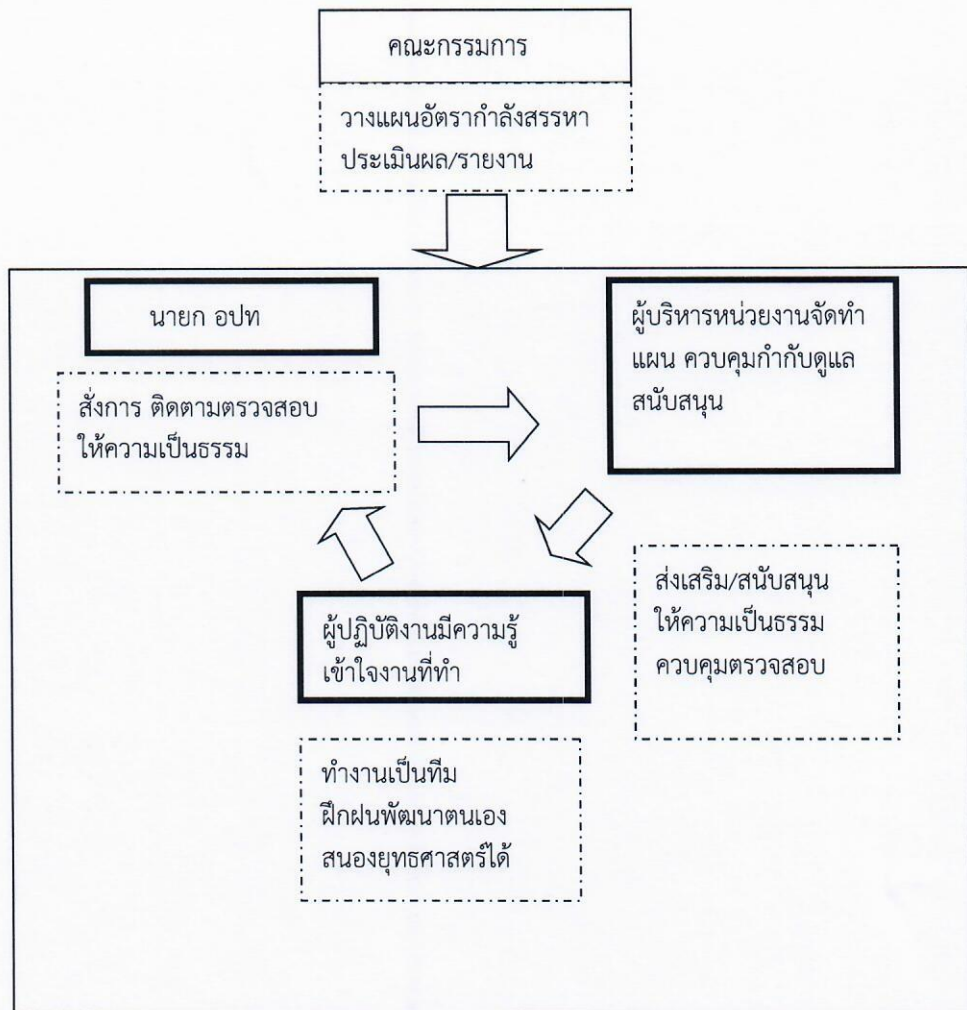 คณะกรรมการ
วางแผนอัตรากำลังสรรหา
ประเมินผล/รายงาน
นายก อปท
สั่งการ ติดตามตรวจสอบ
ให้ความเป็นธรรม
ผู้บริหารหน่วยงานจัดทำ
แผน ควบคุมกำกับดูแล
สนับสนุน
ส่งเสริม/สนับสนุน
ให้ความเป็นธรรม
ควบคุมตรวจสอบ
ผู้ปฏิบัติงานมีความรู้
เข้าใจงานที่ทำ
ทำงานเป็นทีม
ฝึกฝนพัฒนาตนเอง
สนองยุทธศาสตร์ได้